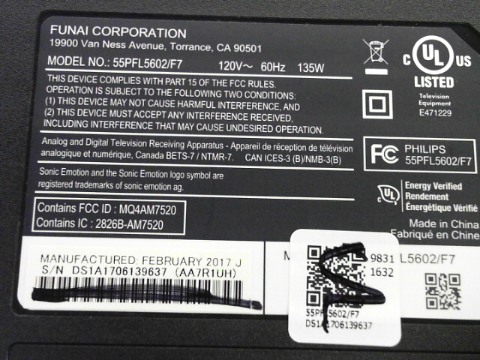 FUNAI CORPORATION
19900 Van Ness Avenue, Torrance, CA 90501
MODEL NO.: 55PFL5602/F7 120V~ 60Hz 135W
THIS DEVICE COMPLIES WITH PART 15 OF THE FCC RULES.
OPERATION IS SUBJECT TO THE FOLLOWING TWO CONDITIONS:
(1) THIS DEVICE MAY NOT CAUSE HARMFUL INTERFERENCE, AND
(2) THIS DEVICE MUST ACCEPT ANY INTERFERENCE RECEIVED,
INCLUDING INTERFERENCE THAT MAY CAUSE UNDESIRED OPERATION.
Analog and Digital Television Receiving Apparatus - Appareil de réception de télévision
analogique et numérique, Canada BETS-7 / NTMR-7. CAN ICES-3 (B)/NMB-3(B)
Sonic Emotion and the Sonic Emotion logo symbol are
registered trademarks of sonic emotion ag.
Contains FCC ID : MQ4AM7520
Contains IC : 2826B-AM7520
MANUFACTURED: FEBRUARY 2017 J
S/N DS1A1706139637 (AA7R1UH)
C UL US
LISTED
Television
Equipment
E471229
FC PHILIPS
55PFL5602/F7
C UL
Energy Verified
Rendement
Énergétique Vérifié
Made in China
Fabriqué en Chine
M
L5602/F7
9831
1632
55PFL5602/F7
DS1A1706139637